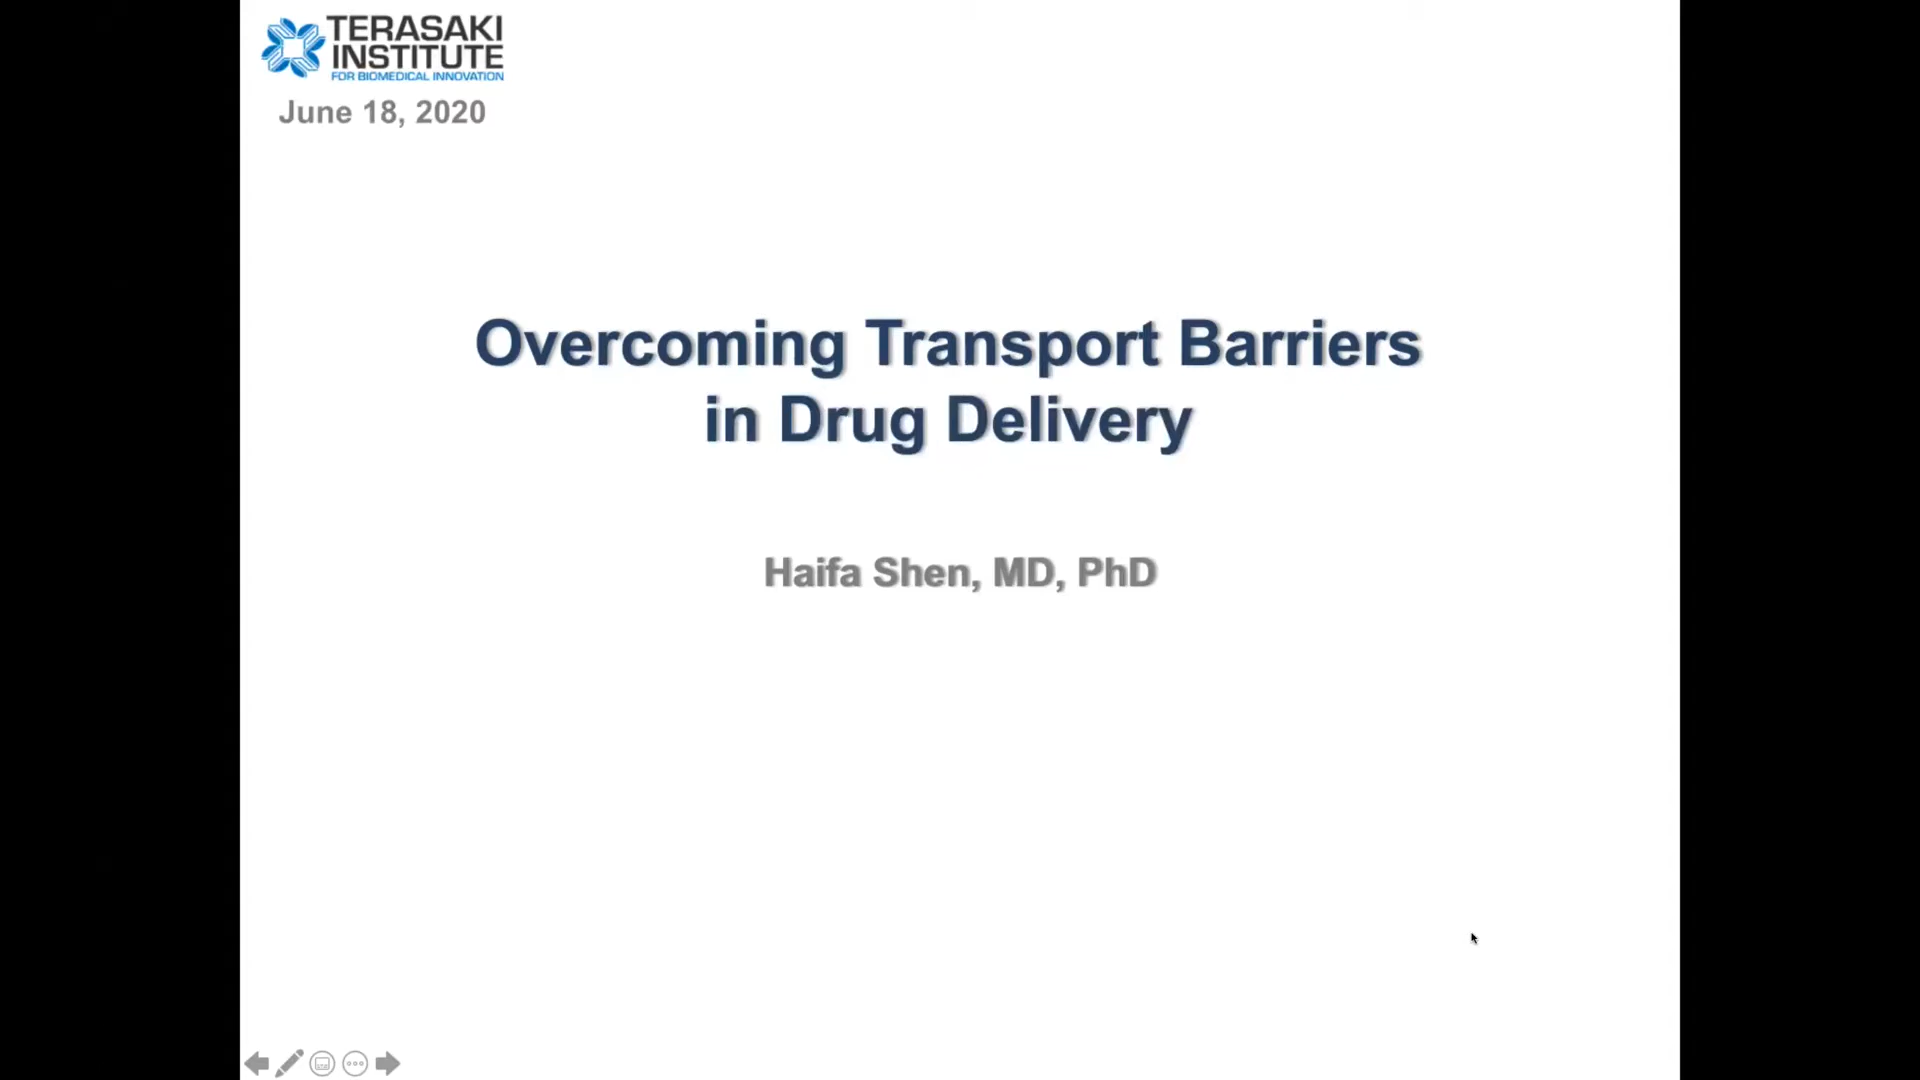 TERASAKI
INSTITUTE
FOR BIOMEDICAL INNOVATION
June 18, 2020
Overcoming Transport Barriers
in Drug Delivery
Haifa Shen, MD, PhD